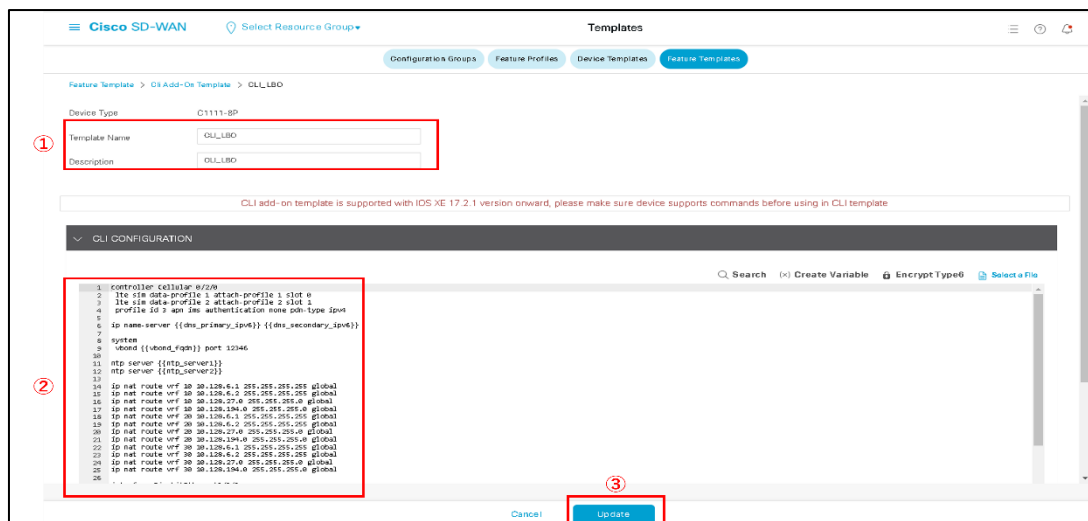 Cisco SD-WAN Select Resource Group Templates
Configuration Groups Feature Profiles Device Templates Feature Templates
Feature Template > Cli Add-On Template > CLI_LBO
Device Type C1111-8P
① Template Name CLI_LBO
Description CLI_LBO
CLI add-on template is supported with IOS XE 17.2.1 version onward, please make sure device supports commands before using in CLI template
CLI CONFIGURATION
Search (×) Create Variable Encrypt Type6 Select a File
1 controller Cellular 0/2/0
2 lte sim data-profile 1 attach-profile 1 slot 0
3 lte sim data-profile 2 attach-profile 2 slot 1
4 profile id 3 apn ims authentication none pdn-type ipv4
5
6 ip name-server {{dns_primary_ipv6}} {{dns_secondary_ipv6}}
7
8 system
9 vbond {{vbond_fqdn}} port 12346
10
11 ntp server {{ntp_server1}}
12 ntp server {{ntp_server2}}
13
② 14 ip nat route vrf 10 10.128.6.1 255.255.255.255 global
15 ip nat route vrf 10 10.128.6.2 255.255.255.255 global
16 ip nat route vrf 10 10.128.27.0 255.255.255.0 global
17 ip nat route vrf 10 10.128.194.0 255.255.255.0 global
18 ip nat route vrf 20 10.128.6.1 255.255.255.255 global
19 ip nat route vrf 20 10.128.6.2 255.255.255.255 global
20 ip nat route vrf 20 10.128.27.0 255.255.255.0 global
21 ip nat route vrf 20 10.128.194.0 255.255.255.0 global
22 ip nat route vrf 30 10.128.6.1 255.255.255.255 global
23 ip nat route vrf 30 10.128.6.2 255.255.255.255 global
24 ip nat route vrf 30 10.128.27.0 255.255.255.0 global
25 ip nat route vrf 30 10.128.194.0 255.255.255.0 global
26
③
Cancel Update